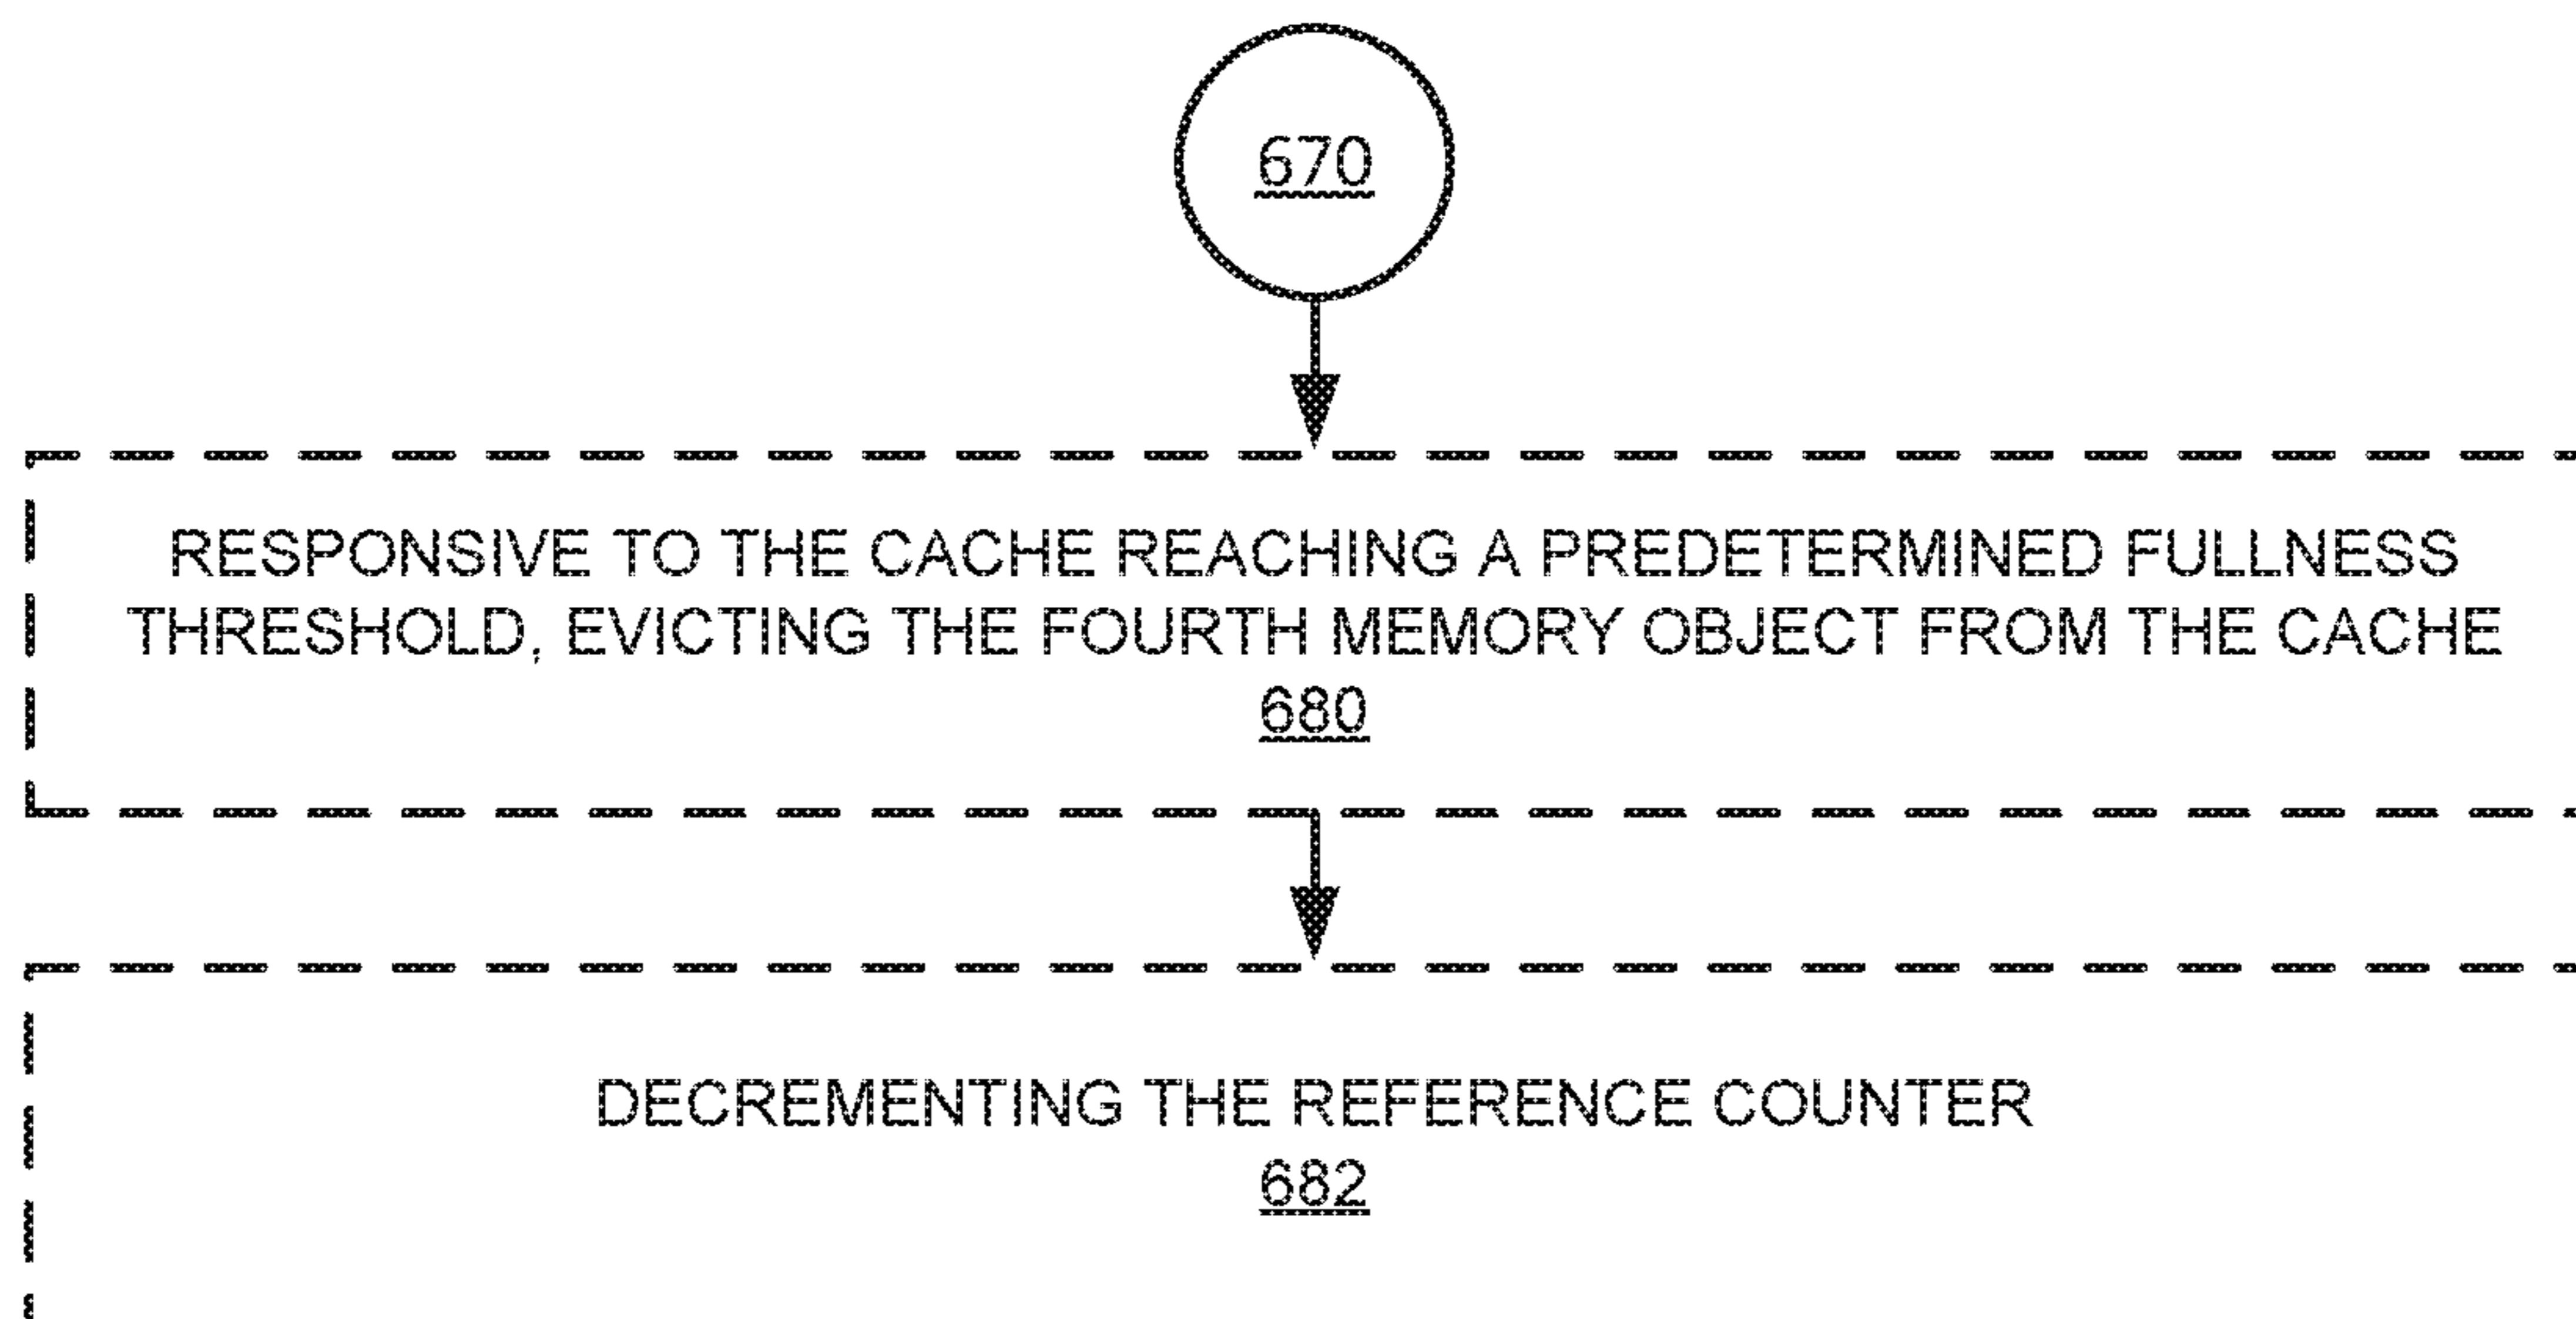 670
RESPONSIVE TO THE CACHE REACHING A PREDETERMINED FULLNESS
THRESHOLD, EVICTING THE FOURTH MEMORY OBJECT FROM THE CACHE
680
DECREMENTING THE REFERENCE COUNTER
682